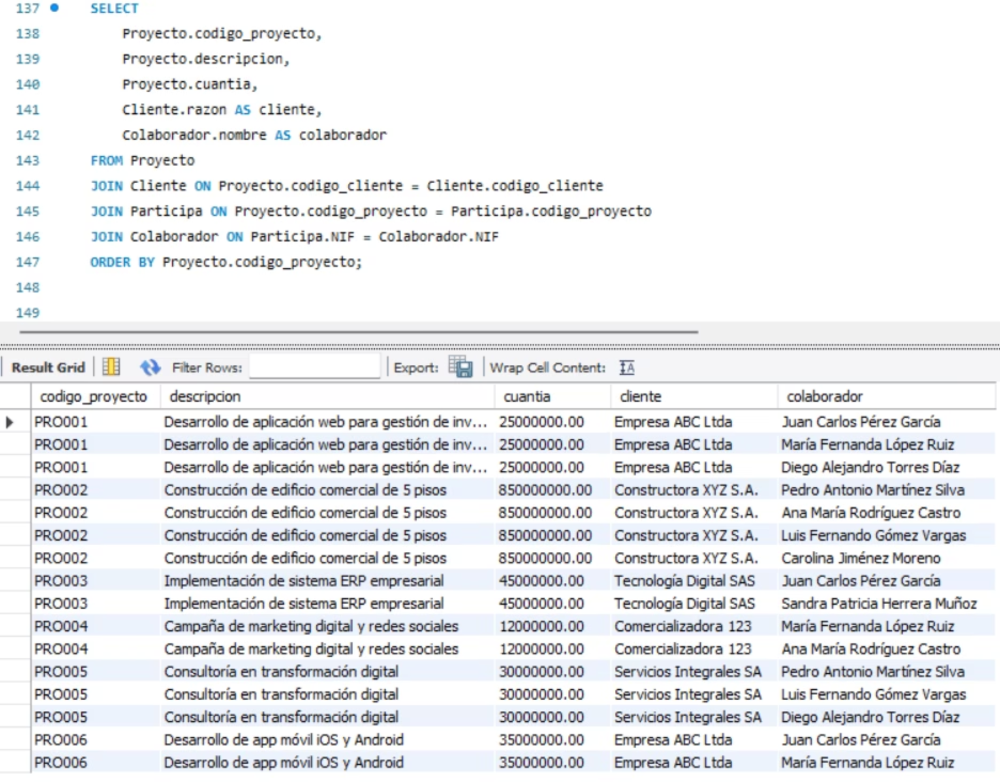 137 SELECT
138 Proyecto.codigo_proyecto,
139 Proyecto.descripcion,
140 Proyecto.cuantia,
141 Cliente.razon AS cliente,
142 Colaborador.nombre AS colaborador
143 FROM Proyecto
144 JOIN Cliente ON Proyecto.codigo_cliente = Cliente.codigo_cliente
145 JOIN Participa ON Proyecto.codigo_proyecto = Participa.codigo_proyecto
146 JOIN Colaborador ON Participa.NIF = Colaborador.NIF
147 ORDER BY Proyecto.codigo_proyecto;
148
149
Result Grid Filter Rows: Export: Wrap Cell Content: IA
codigo_proyecto descripcion cuantia cliente colaborador
PRO001 Desarrollo de aplicación web para gestión de inv... 25000000.00 Empresa ABC Ltda Juan Carlos Pérez García
PRO001 Desarrollo de aplicación web para gestión de inv... 25000000.00 Empresa ABC Ltda María Fernanda López Ruiz
PRO001 Desarrollo de aplicación web para gestión de inv... 25000000.00 Empresa ABC Ltda Diego Alejandro Torres Díaz
PRO002 Construcción de edificio comercial de 5 pisos 850000000.00 Constructora XYZ S.A. Pedro Antonio Martínez Silva
PRO002 Construcción de edificio comercial de 5 pisos 850000000.00 Constructora XYZ S.A. Ana María Rodríguez Castro
PRO002 Construcción de edificio comercial de 5 pisos 850000000.00 Constructora XYZ S.A. Luis Fernando Gómez Vargas
PRO002 Construcción de edificio comercial de 5 pisos 850000000.00 Constructora XYZ S.A. Carolina Jiménez Moreno
PRO003 Implementación de sistema ERP empresarial 45000000.00 Tecnología Digital SAS Juan Carlos Pérez García
PRO003 Implementación de sistema ERP empresarial 45000000.00 Tecnología Digital SAS Sandra Patricia Herrera Muñoz
PRO004 Campaña de marketing digital y redes sociales 12000000.00 Comercializadora 123 María Fernanda López Ruiz
PRO004 Campaña de marketing digital y redes sociales 12000000.00 Comercializadora 123 Ana María Rodríguez Castro
PRO005 Consultoría en transformación digital 30000000.00 Servicios Integrales SA Pedro Antonio Martínez Silva
PRO005 Consultoría en transformación digital 30000000.00 Servicios Integrales SA Luis Fernando Gómez Vargas
PRO005 Consultoría en transformación digital 30000000.00 Servicios Integrales SA Diego Alejandro Torres Díaz
PRO006 Desarrollo de app móvil iOS y Android 35000000.00 Empresa ABC Ltda Juan Carlos Pérez García
PRO006 Desarrollo de app móvil iOS y Android 35000000.00 Empresa ABC Ltda María Fernanda López Ruiz